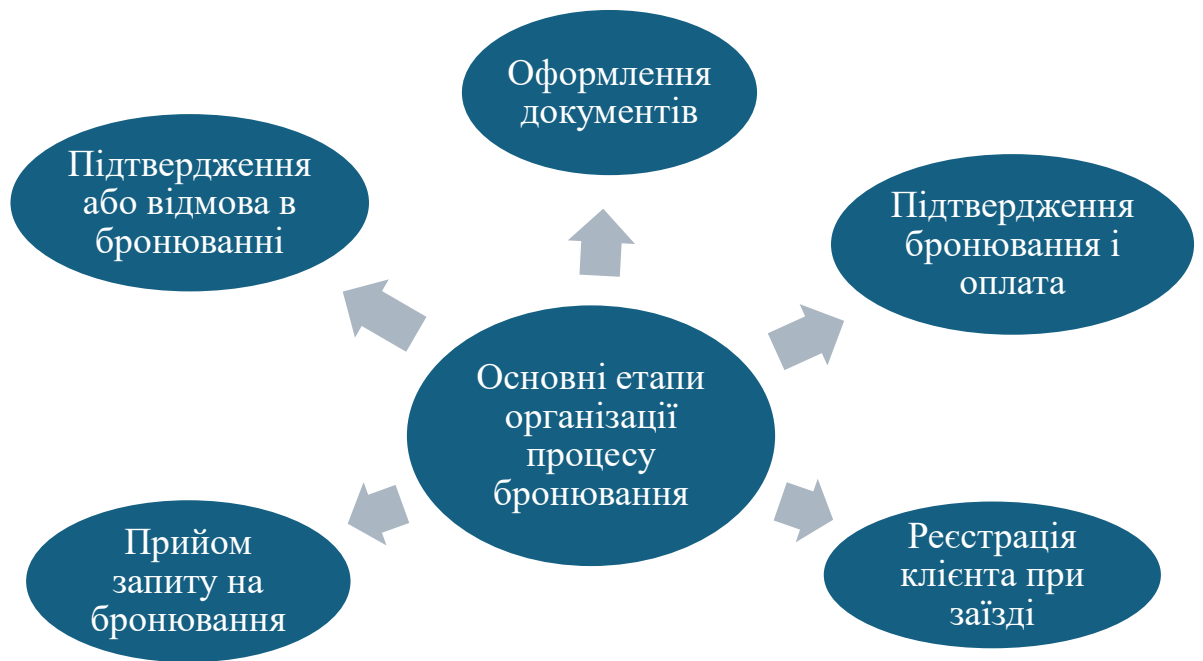 Оформлення
документів
Підтвердження
або відмова в
бронюванні
Підтвердження
бронювання і
оплата
Основні етапи
організації
процесу
бронювання
Прийом
запиту на
бронювання
Реєстрація
клієнта при
заїзді